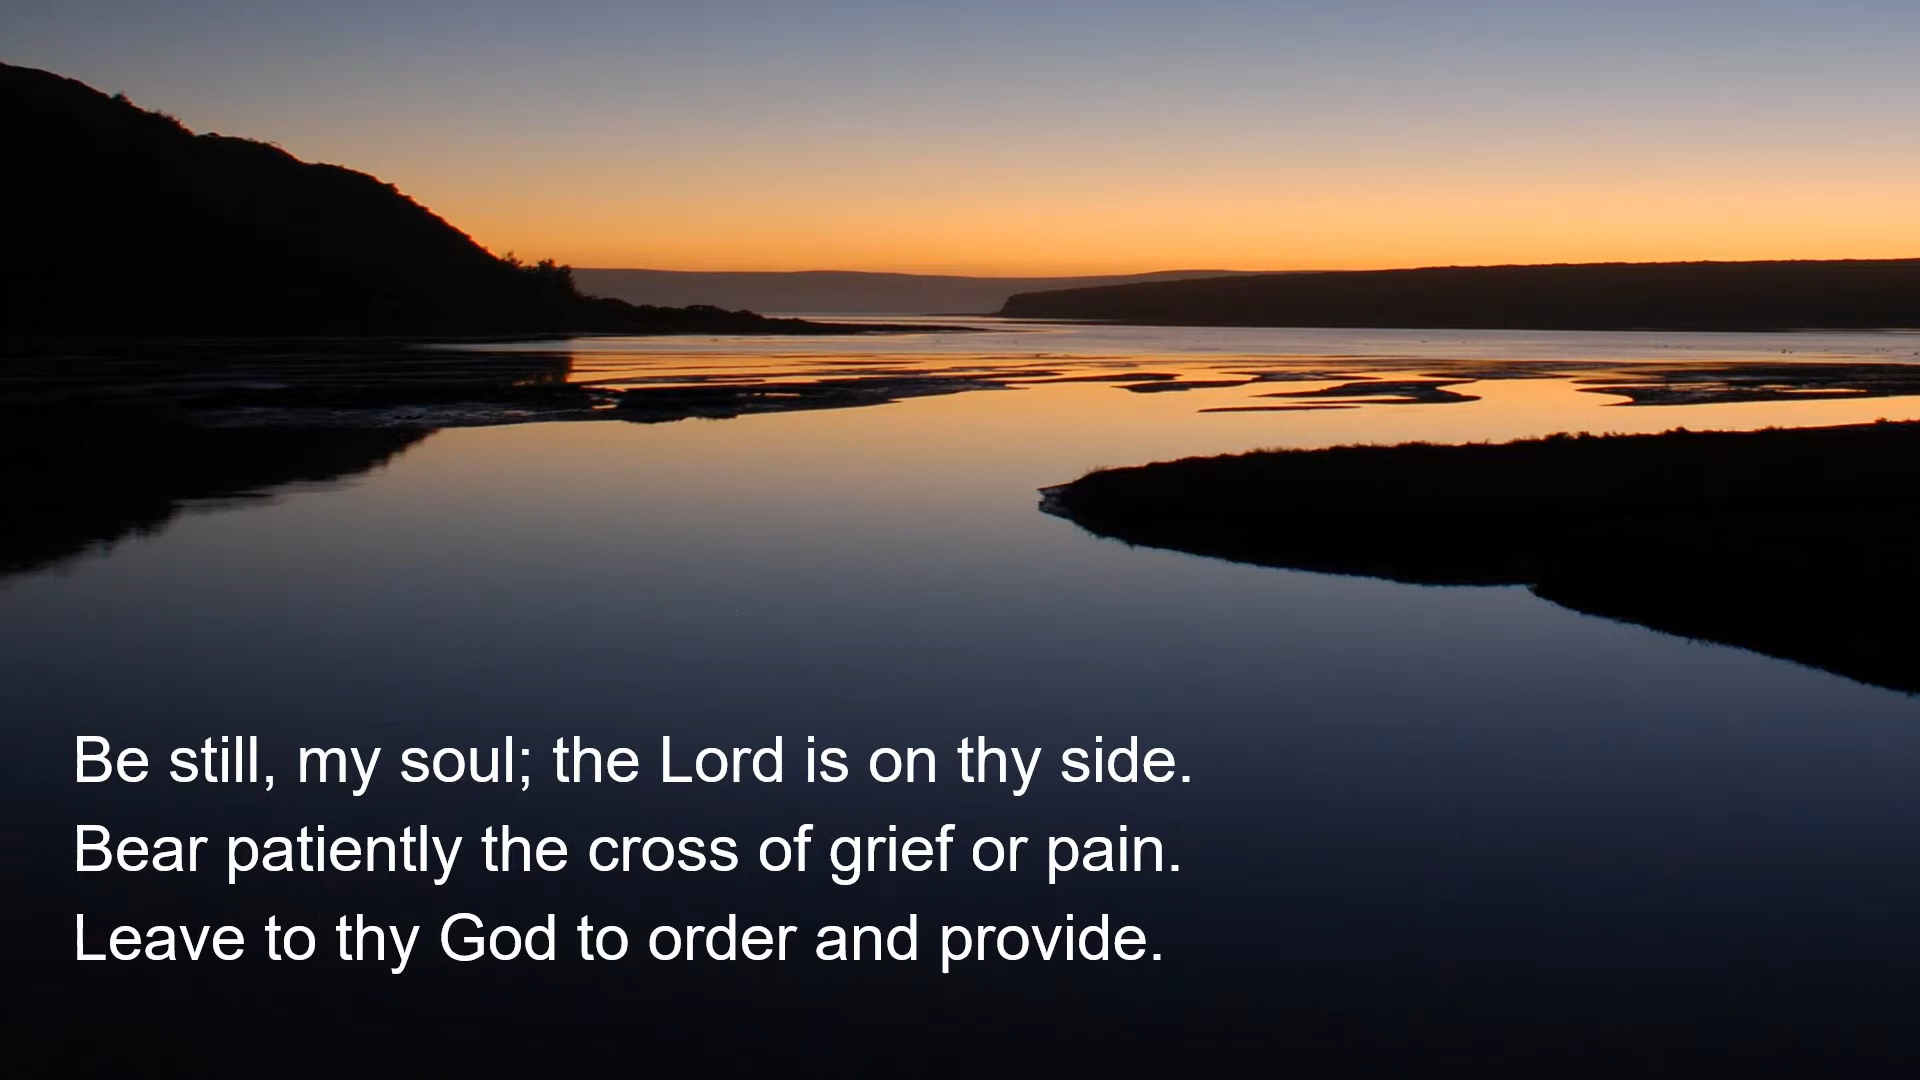 Be still, my soul; the Lord is on thy side.
Bear patiently the cross of grief or pain.
Leave to thy God to order and provide.